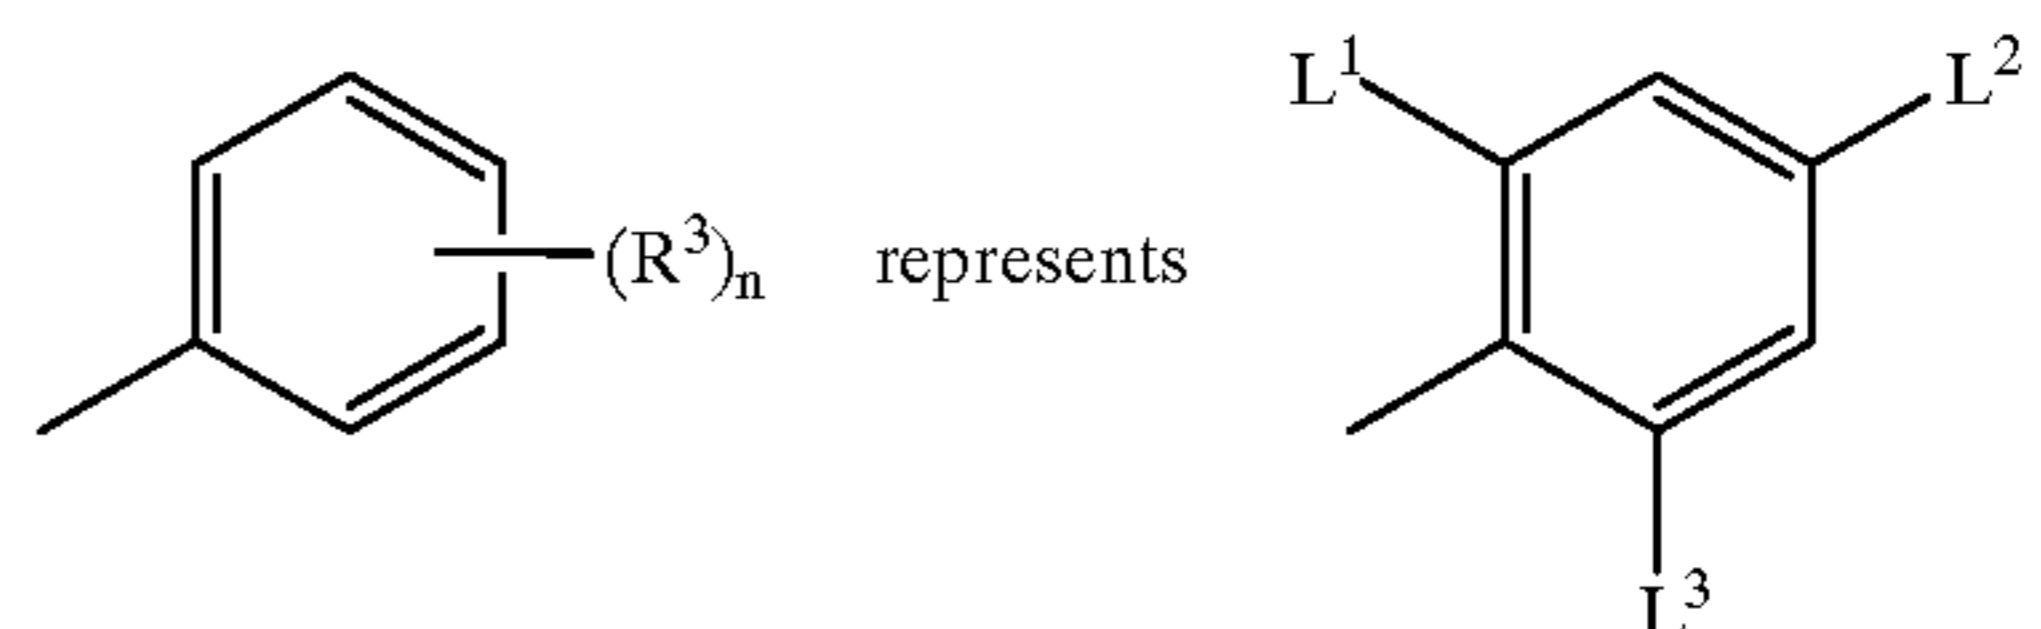 L¹ L²
(R³)ₙ represents
L³